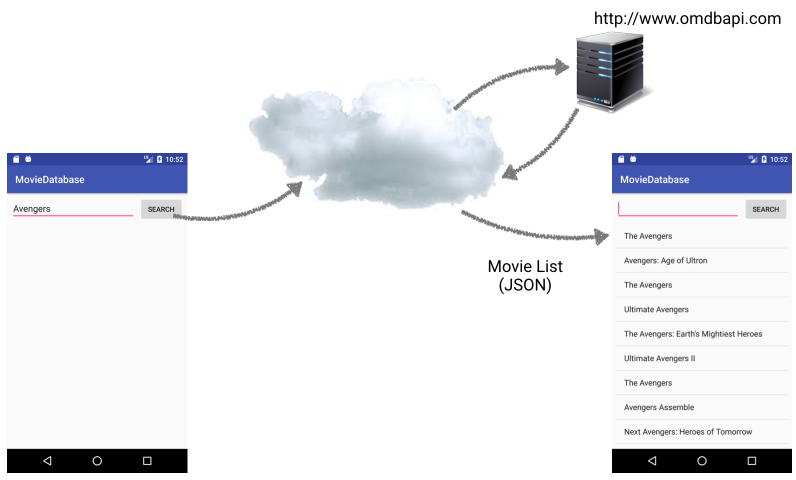 http://www.omdbapi.com
10:52
MovieDatabase
Avengers
SEARCH
10:52
MovieDatabase
SEARCH
The Avengers
Avengers: Age of Ultron
The Avengers
Ultimate Avengers
The Avengers: Earth's Mightiest Heroes
Ultimate Avengers II
The Avengers
Avengers Assemble
Next Avengers: Heroes of Tomorrow
Movie List
(JSON)